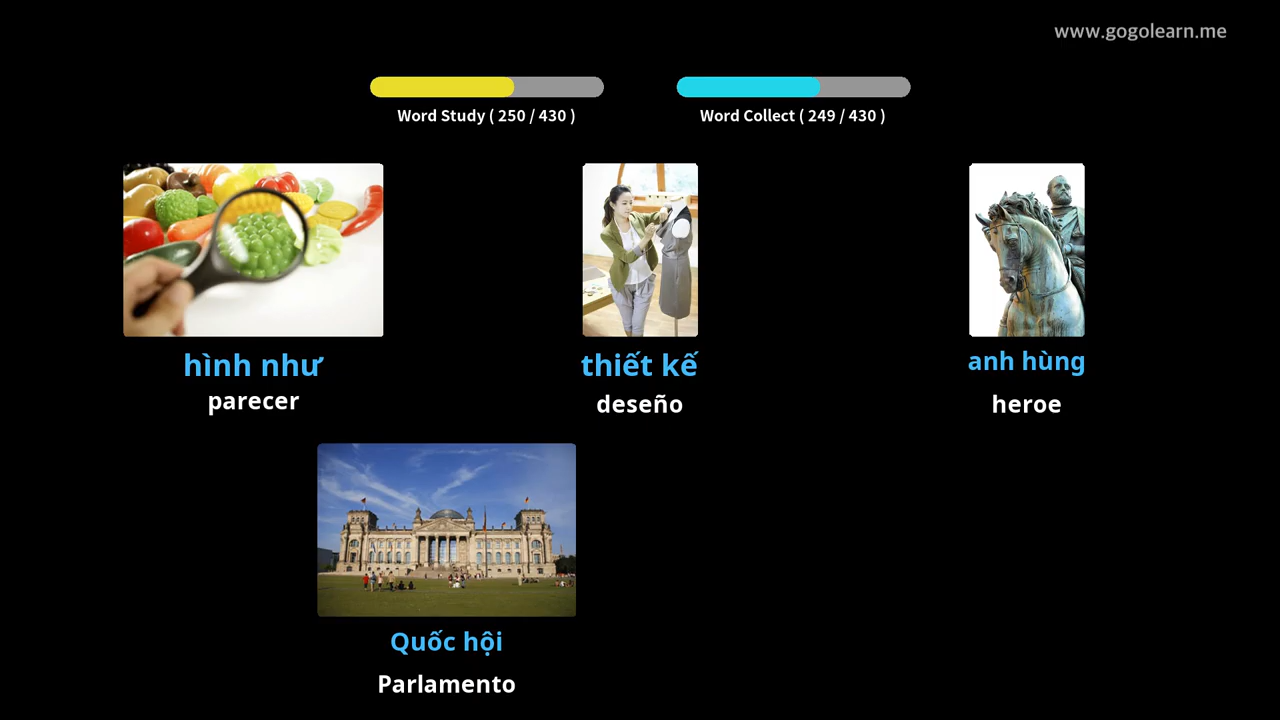 www.gogolearn.me
Word Study ( 250 / 430 )
Word Collect ( 249 / 430 )
hình như
thiết kế
anh hùng
parecer
deseño
heroe
Quốc hội
Parlamento